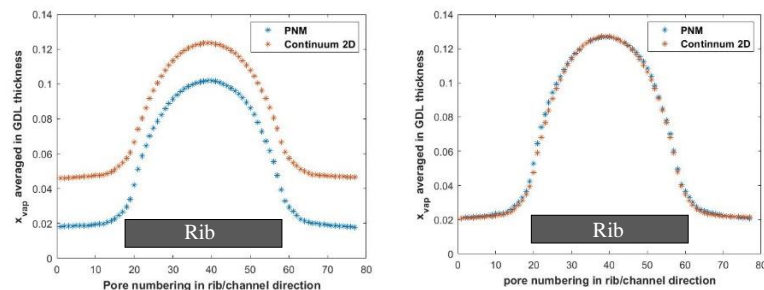 0.14
0.12
0.1
0.08
0.06
0.04
0.02
0
x_vap averaged in GDL thickness
PNM
Continuum 2D
Rib
0 10 20 30 40 50 60 70 80
Pore numbering in rib/channel direction
0.14
0.12
0.1
0.08
0.06
0.04
0.02
0
x_vap averaged in GDL thickness
PNM
Continnum 2D
Rib
0 10 20 30 40 50 60 70 80
pore numbering in rib/channel direction